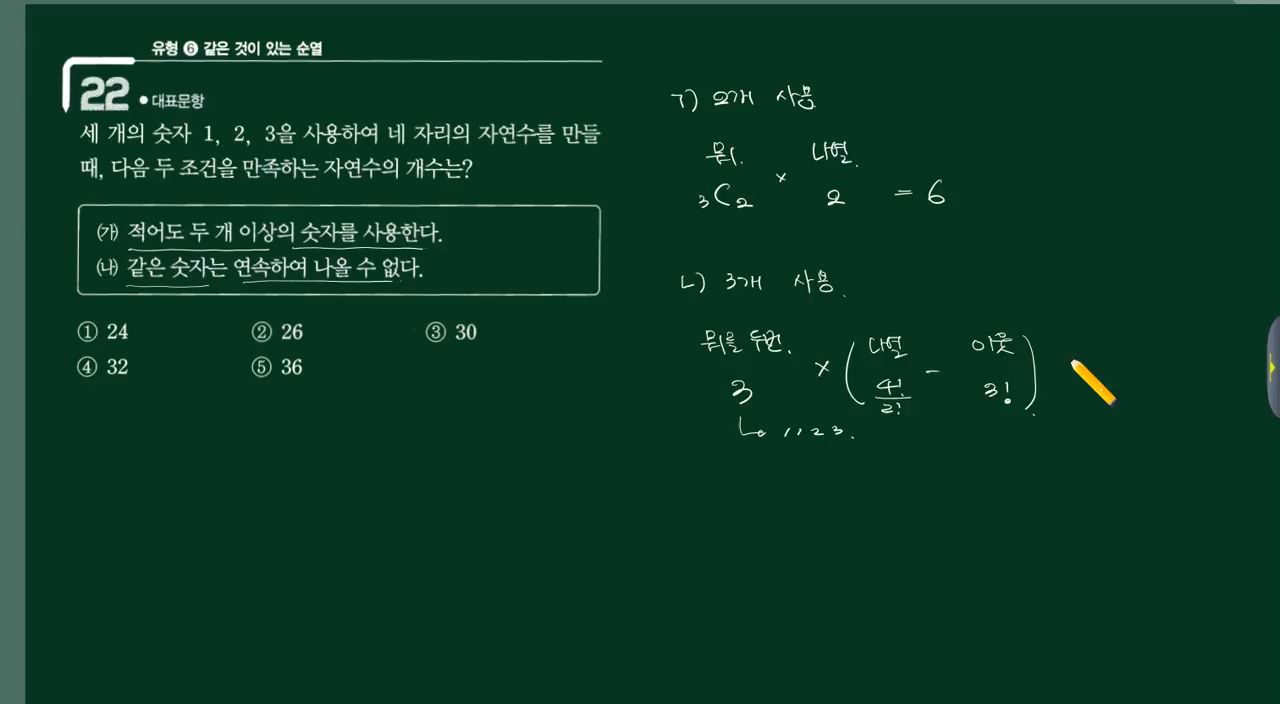 유형 ❻ 같은 것이 있는 순열
22 • 대표문항
세 개의 숫자 1, 2, 3을 사용하여 네 자리의 자연수를 만들
때, 다음 두 조건을 만족하는 자연수의 개수는?
㈎ 적어도 두 개 이상의 숫자를 사용한다.
㈏ 같은 숫자는 연속하여 나올 수 없다.
① 24 ② 26 ③ 30
④ 32 ⑤ 36
ㄱ) 2개 사용
뭐. 나열.
₃C₂ × 2 = 6
ㄴ) 3개 사용.
뭐를 두번. 나열 이웃
3 × ( 4!/2! - 3! )
↳ 1 1 2 3.